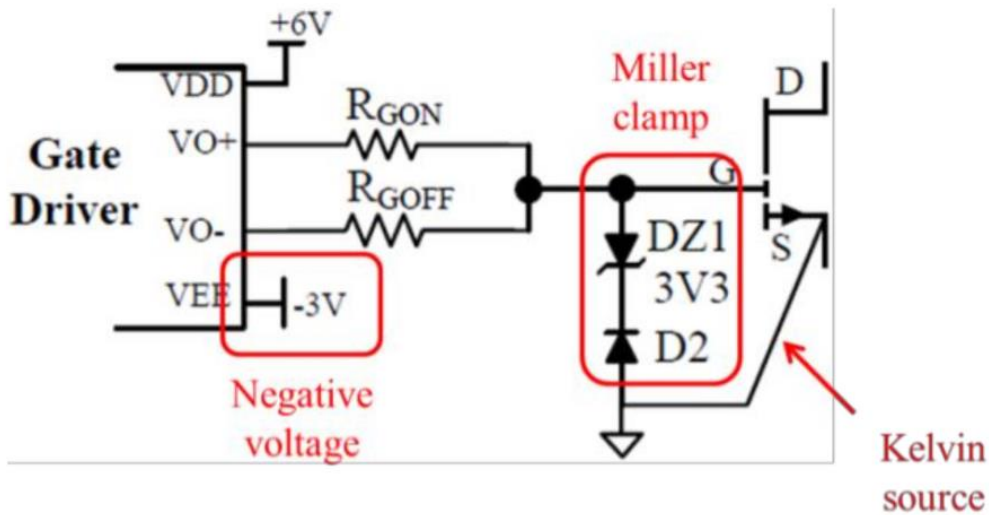 +6V
VDD
Gate
Driver
VO+
VO-
VEE
-3V
Negative
voltage
RGON
RGOFF
Miller
clamp
G
D
S
DZ1
3V3
D2
Kelvin
source